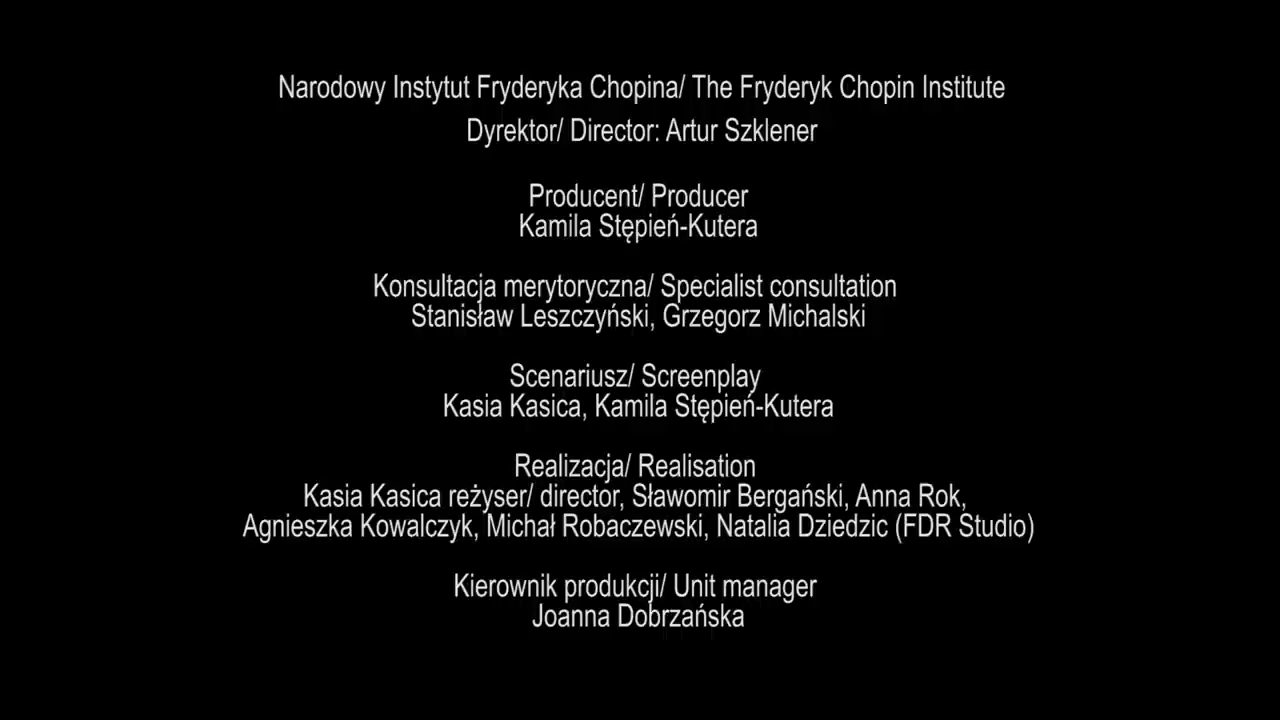 Narodowy Instytut Fryderyka Chopina/ The Fryderyk Chopin Institute
Dyrektor/ Director: Artur Szklener
Producent/ Producer
Kamila Stępień-Kutera
Konsultacja merytoryczna/ Specialist consultation
Stanisław Leszczyński, Grzegorz Michalski
Scenariusz/ Screenplay
Kasia Kasica, Kamila Stępień-Kutera
Realizacja/ Realisation
Kasia Kasica reżyser/ director, Sławomir Bergański, Anna Rok,
Agnieszka Kowalczyk, Michał Robaczewski, Natalia Dziedzic (FDR Studio)
Kierownik produkcji/ Unit manager
Joanna Dobrzańska